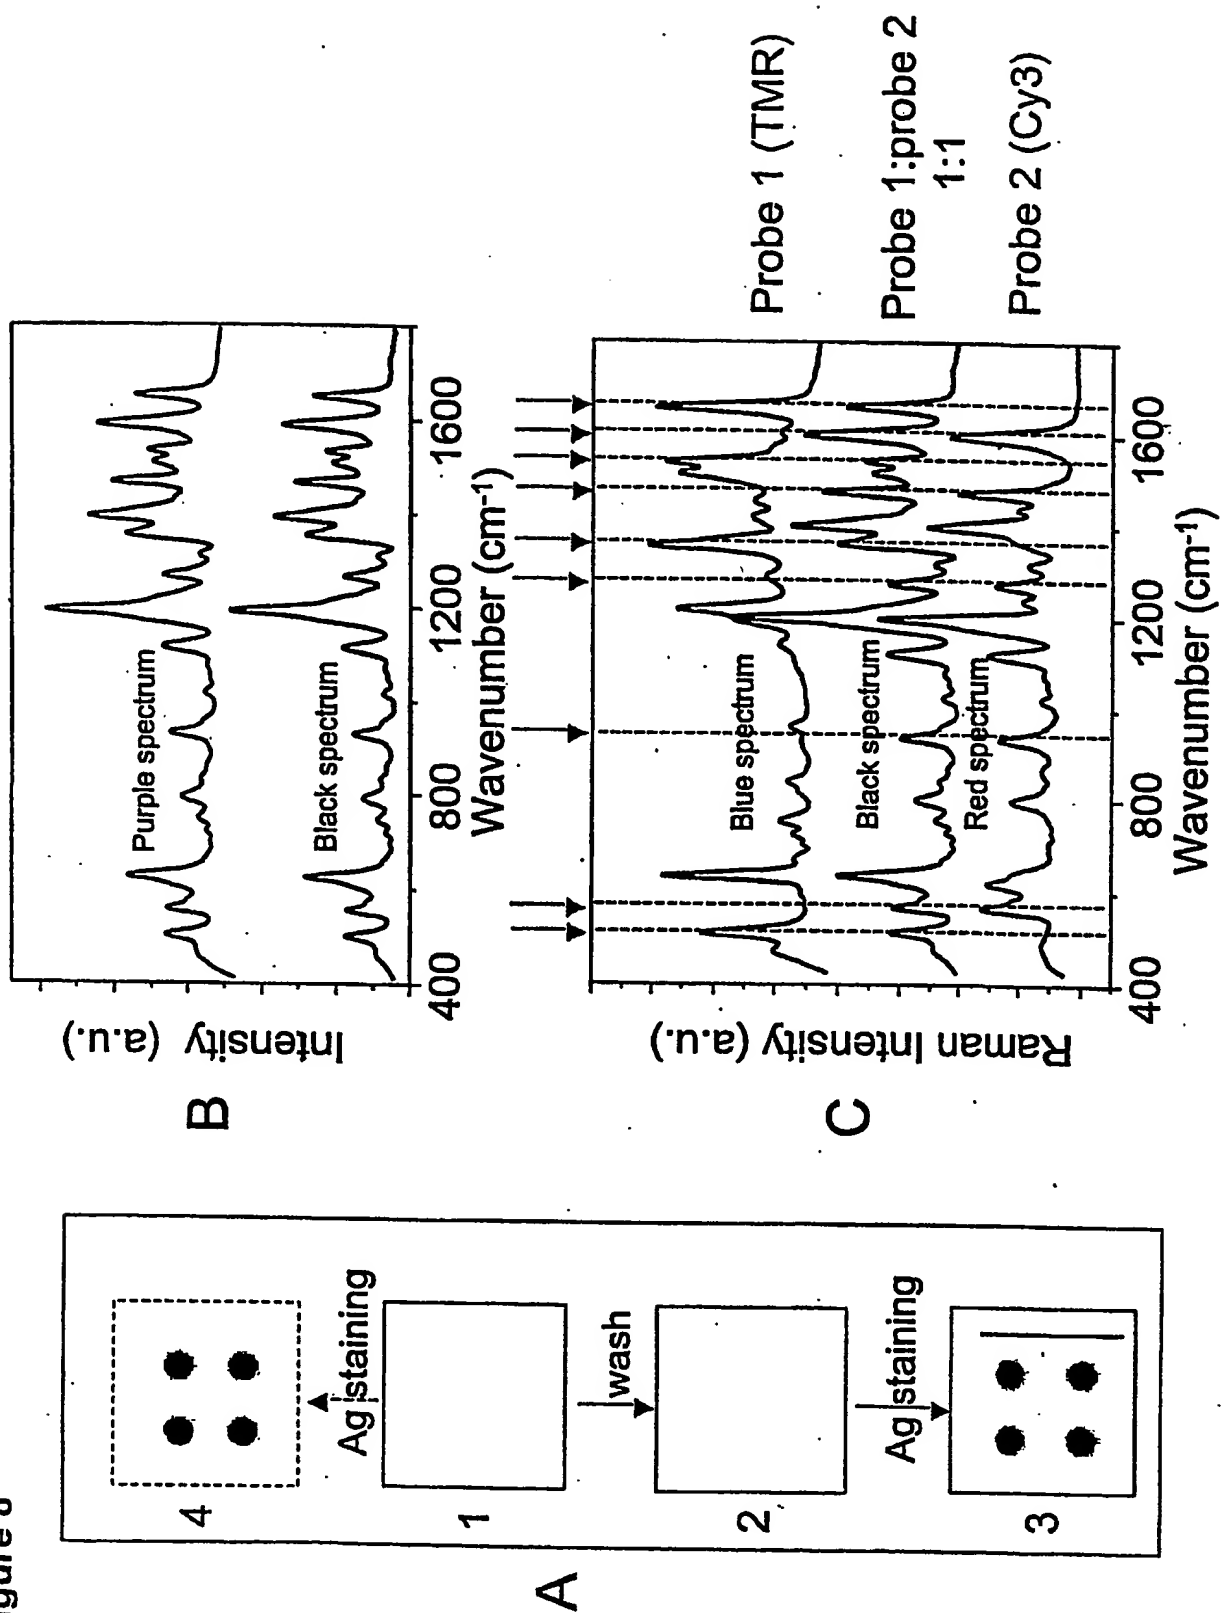 gure 8
A
4
Ag staining
1
wash
2
Ag staining
3
B
Intensity (a.u.)
Purple spectrum
Black spectrum
400 800 1200 1600
Wavenumber (cm-1)
C
Raman Intensity (a.u.)
Blue spectrum
Black spectrum
Red spectrum
Probe 1 (TMR)
Probe 1:probe 2
1:1
Probe 2 (Cy3)
400 800 1200 1600
Wavenumber (cm-1)